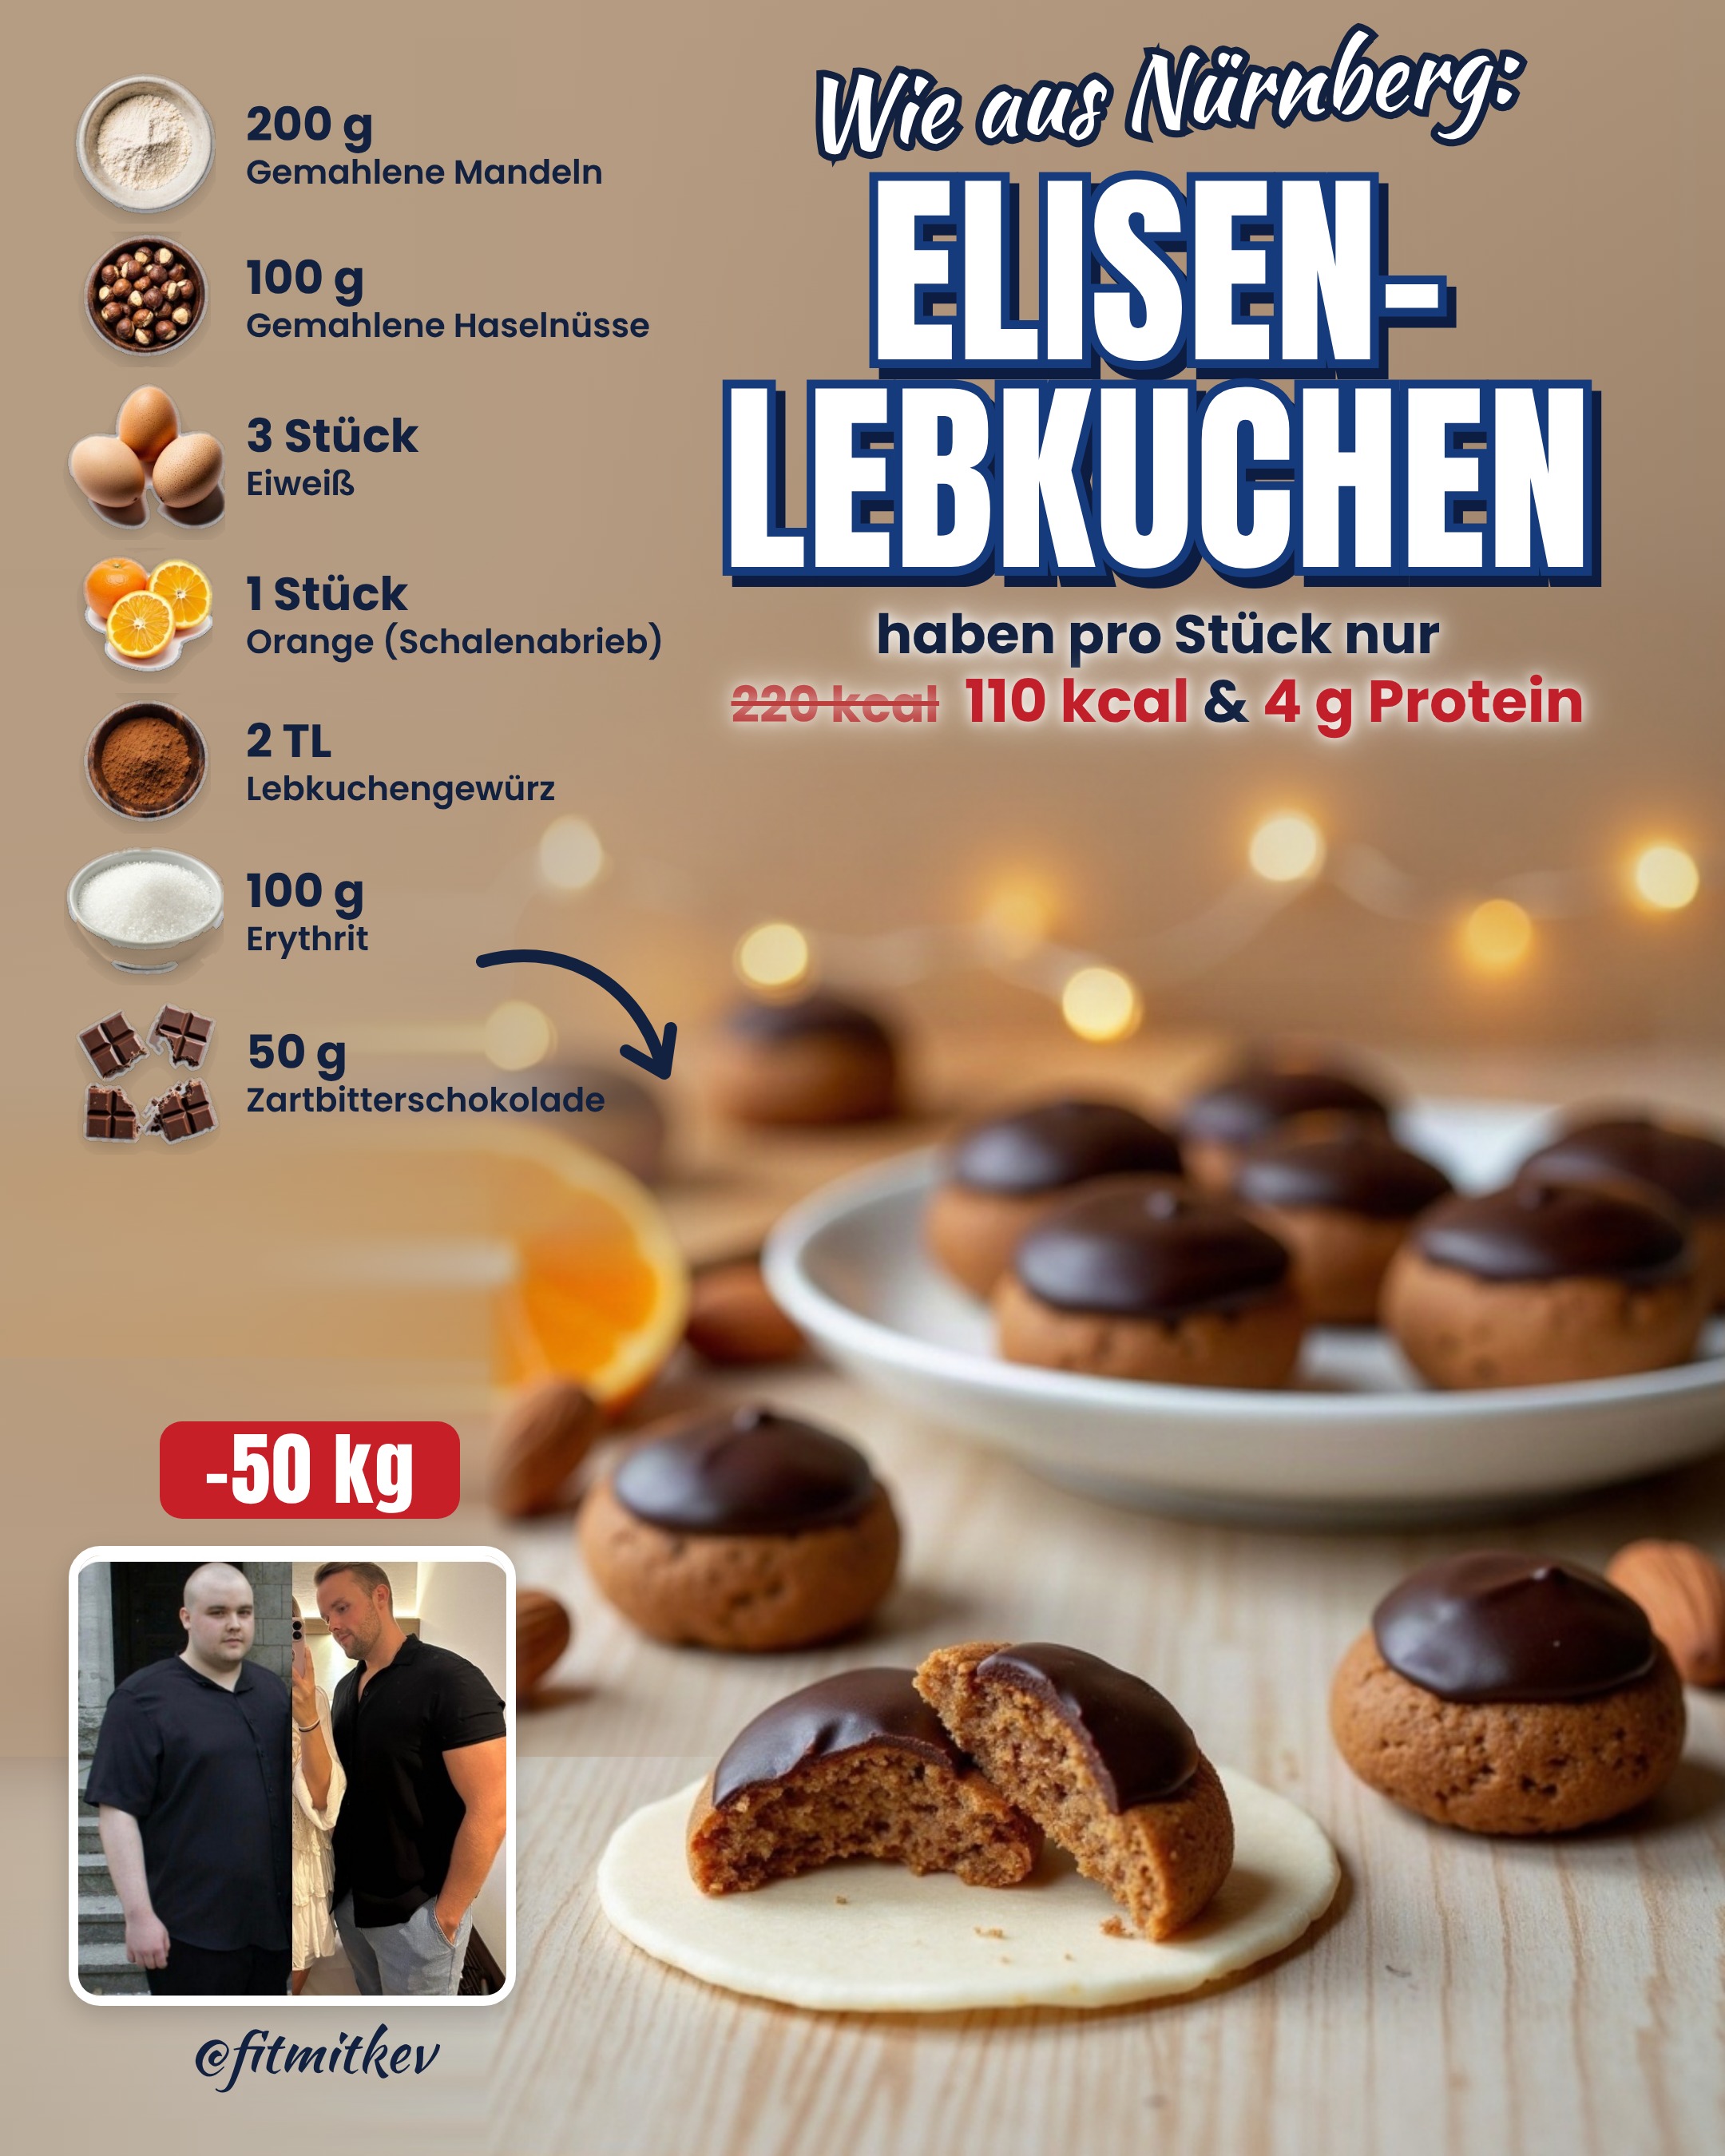 Wie aus Nürnberg:
ELISEN-
LEBKUCHEN
haben pro Stück nur
220 kcal 110 kcal & 4 g Protein
200 g
Gemahlene Mandeln
100 g
Gemahlene Haselnüsse
3 Stück
Eiweiß
1 Stück
Orange (Schalenabrieb)
2 TL
Lebkuchengewürz
100 g
Erythrit
50 g
Zartbitterschokolade
-50 kg
@fitmitkev